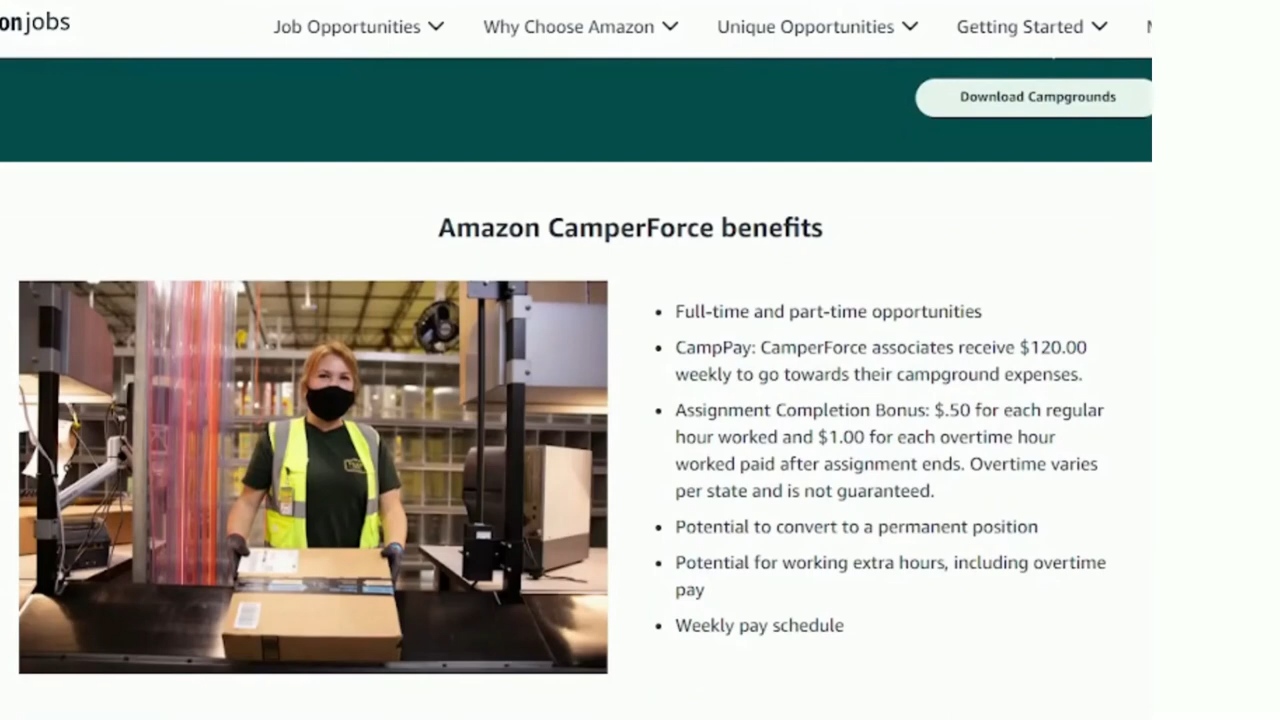 onjobs
Job Opportunities Why Choose Amazon Unique Opportunities Getting Started
Download Campgrounds
Amazon CamperForce benefits
• Full-time and part-time opportunities
• CampPay: CamperForce associates receive $120.00
weekly to go towards their campground expenses.
• Assignment Completion Bonus: $.50 for each regular
hour worked and $1.00 for each overtime hour
worked paid after assignment ends. Overtime varies
per state and is not guaranteed.
• Potential to convert to a permanent position
• Potential for working extra hours, including overtime
pay
• Weekly pay schedule